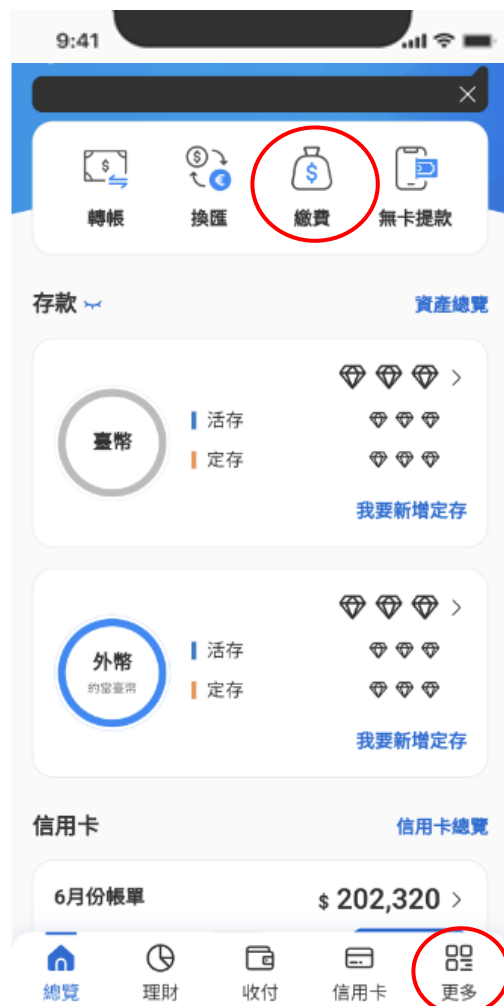 9:41
轉帳 換匯 繳費 無卡提款
存款 資產總覽
臺幣
活存
定存
我要新增定存
外幣
約當臺幣
活存
定存
我要新增定存
信用卡 信用卡總覽
6月份帳單 $ 202,320
總覽 理財 收付 信用卡 更多